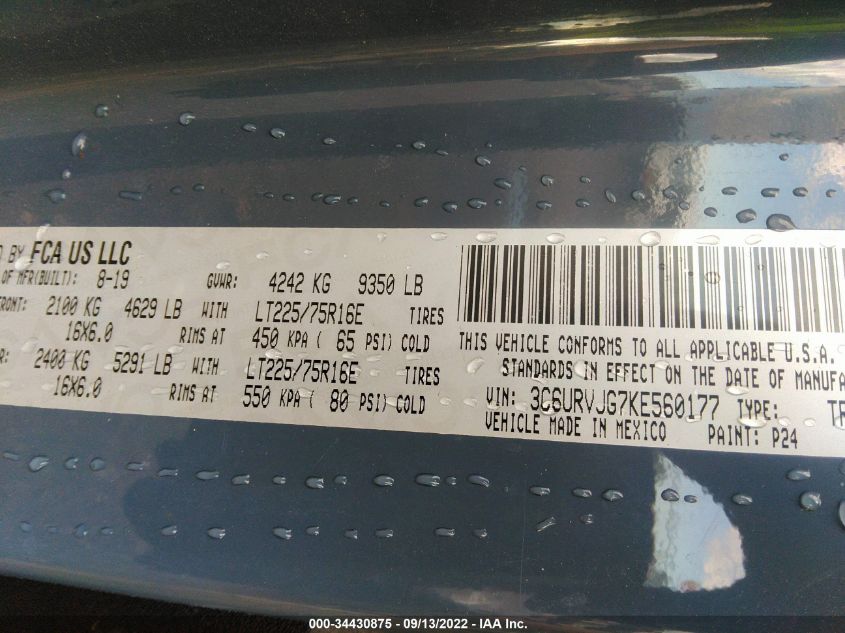 D BY FCA US LLC
OF MFR(BUILT): 8-19 GVWR: 4242 KG 9350 LB
FRONT: 2100 KG 4629 LB WITH LT225/75R16E TIRES
16X6.0 RIMS AT 450 KPA ( 65 PSI) COLD
R: 2400 KG 5291 LB WITH LT225/75R16E TIRES
16X6.0 RIMS AT 550 KPA ( 80 PSI) COLD
THIS VEHICLE CONFORMS TO ALL APPLICABLE U.S.A.
STANDARDS IN EFFECT ON THE DATE OF MANUFA
VIN: 3C6URVJG7KE560177 TYPE: TR
VEHICLE MADE IN MEXICO PAINT: P24
000-34430875 - 09/13/2022 - IAA Inc.